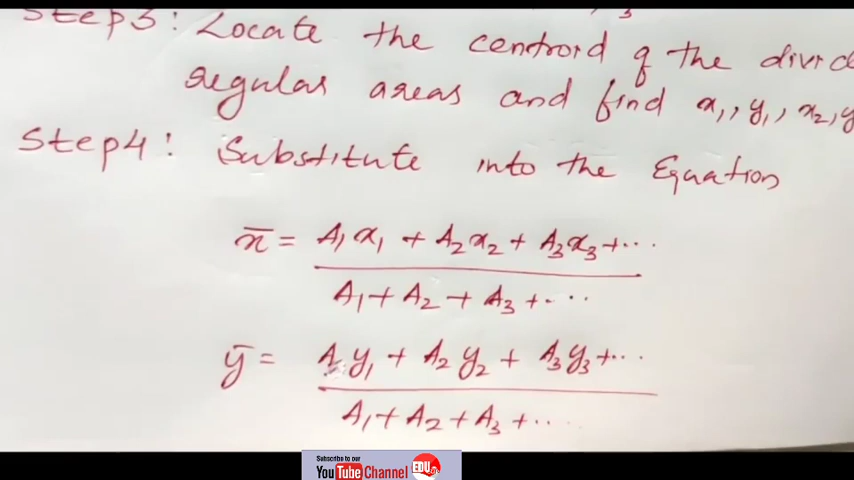 Step3: Locate the centroid of the
regular areas and find x₁, y₁, x₂,
Step4: Substitute into the Equation
x̄ = A₁x₁ + A₂x₂ + A₃x₃ + ...
A₁ + A₂ + A₃ + ...
ȳ = A₁y₁ + A₂y₂ + A₃y₃ + ...
A₁ + A₂ + A₃ + ...
Subscribe to our
YouTube Channel EDU